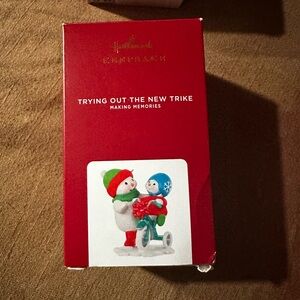 Hallmark
KEEPSAKE
TRYING OUT THE NEW TRIKE
MAKING MEMORIES